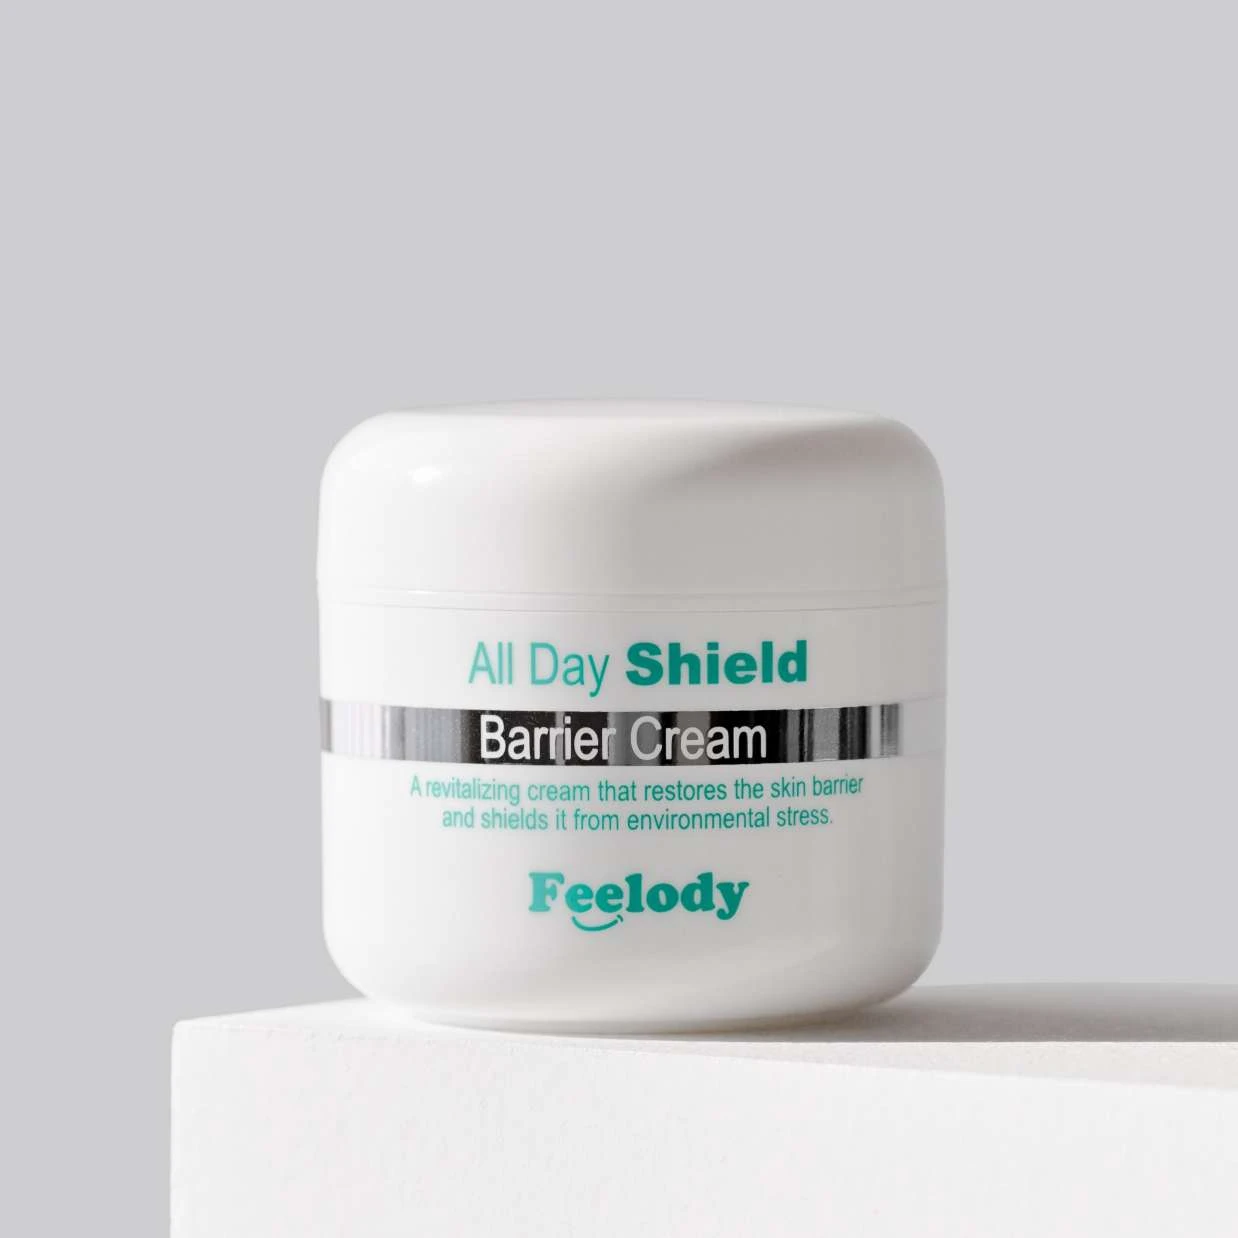 All Day Shield
Barrier Cream
A revitalizing cream that restores the skin barrier
and shields it from environmental stress.
Feelody